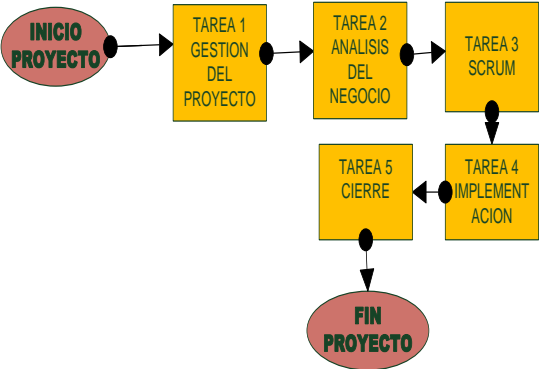 INICIO
PROYECTO
TAREA 1
GESTION
DEL
PROYECTO
TAREA 2
ANALISIS
DEL
NEGOCIO
TAREA 3
SCRUM
TAREA 4
IMPLEMENT
ACION
TAREA 5
CIERRE
FIN
PROYECTO